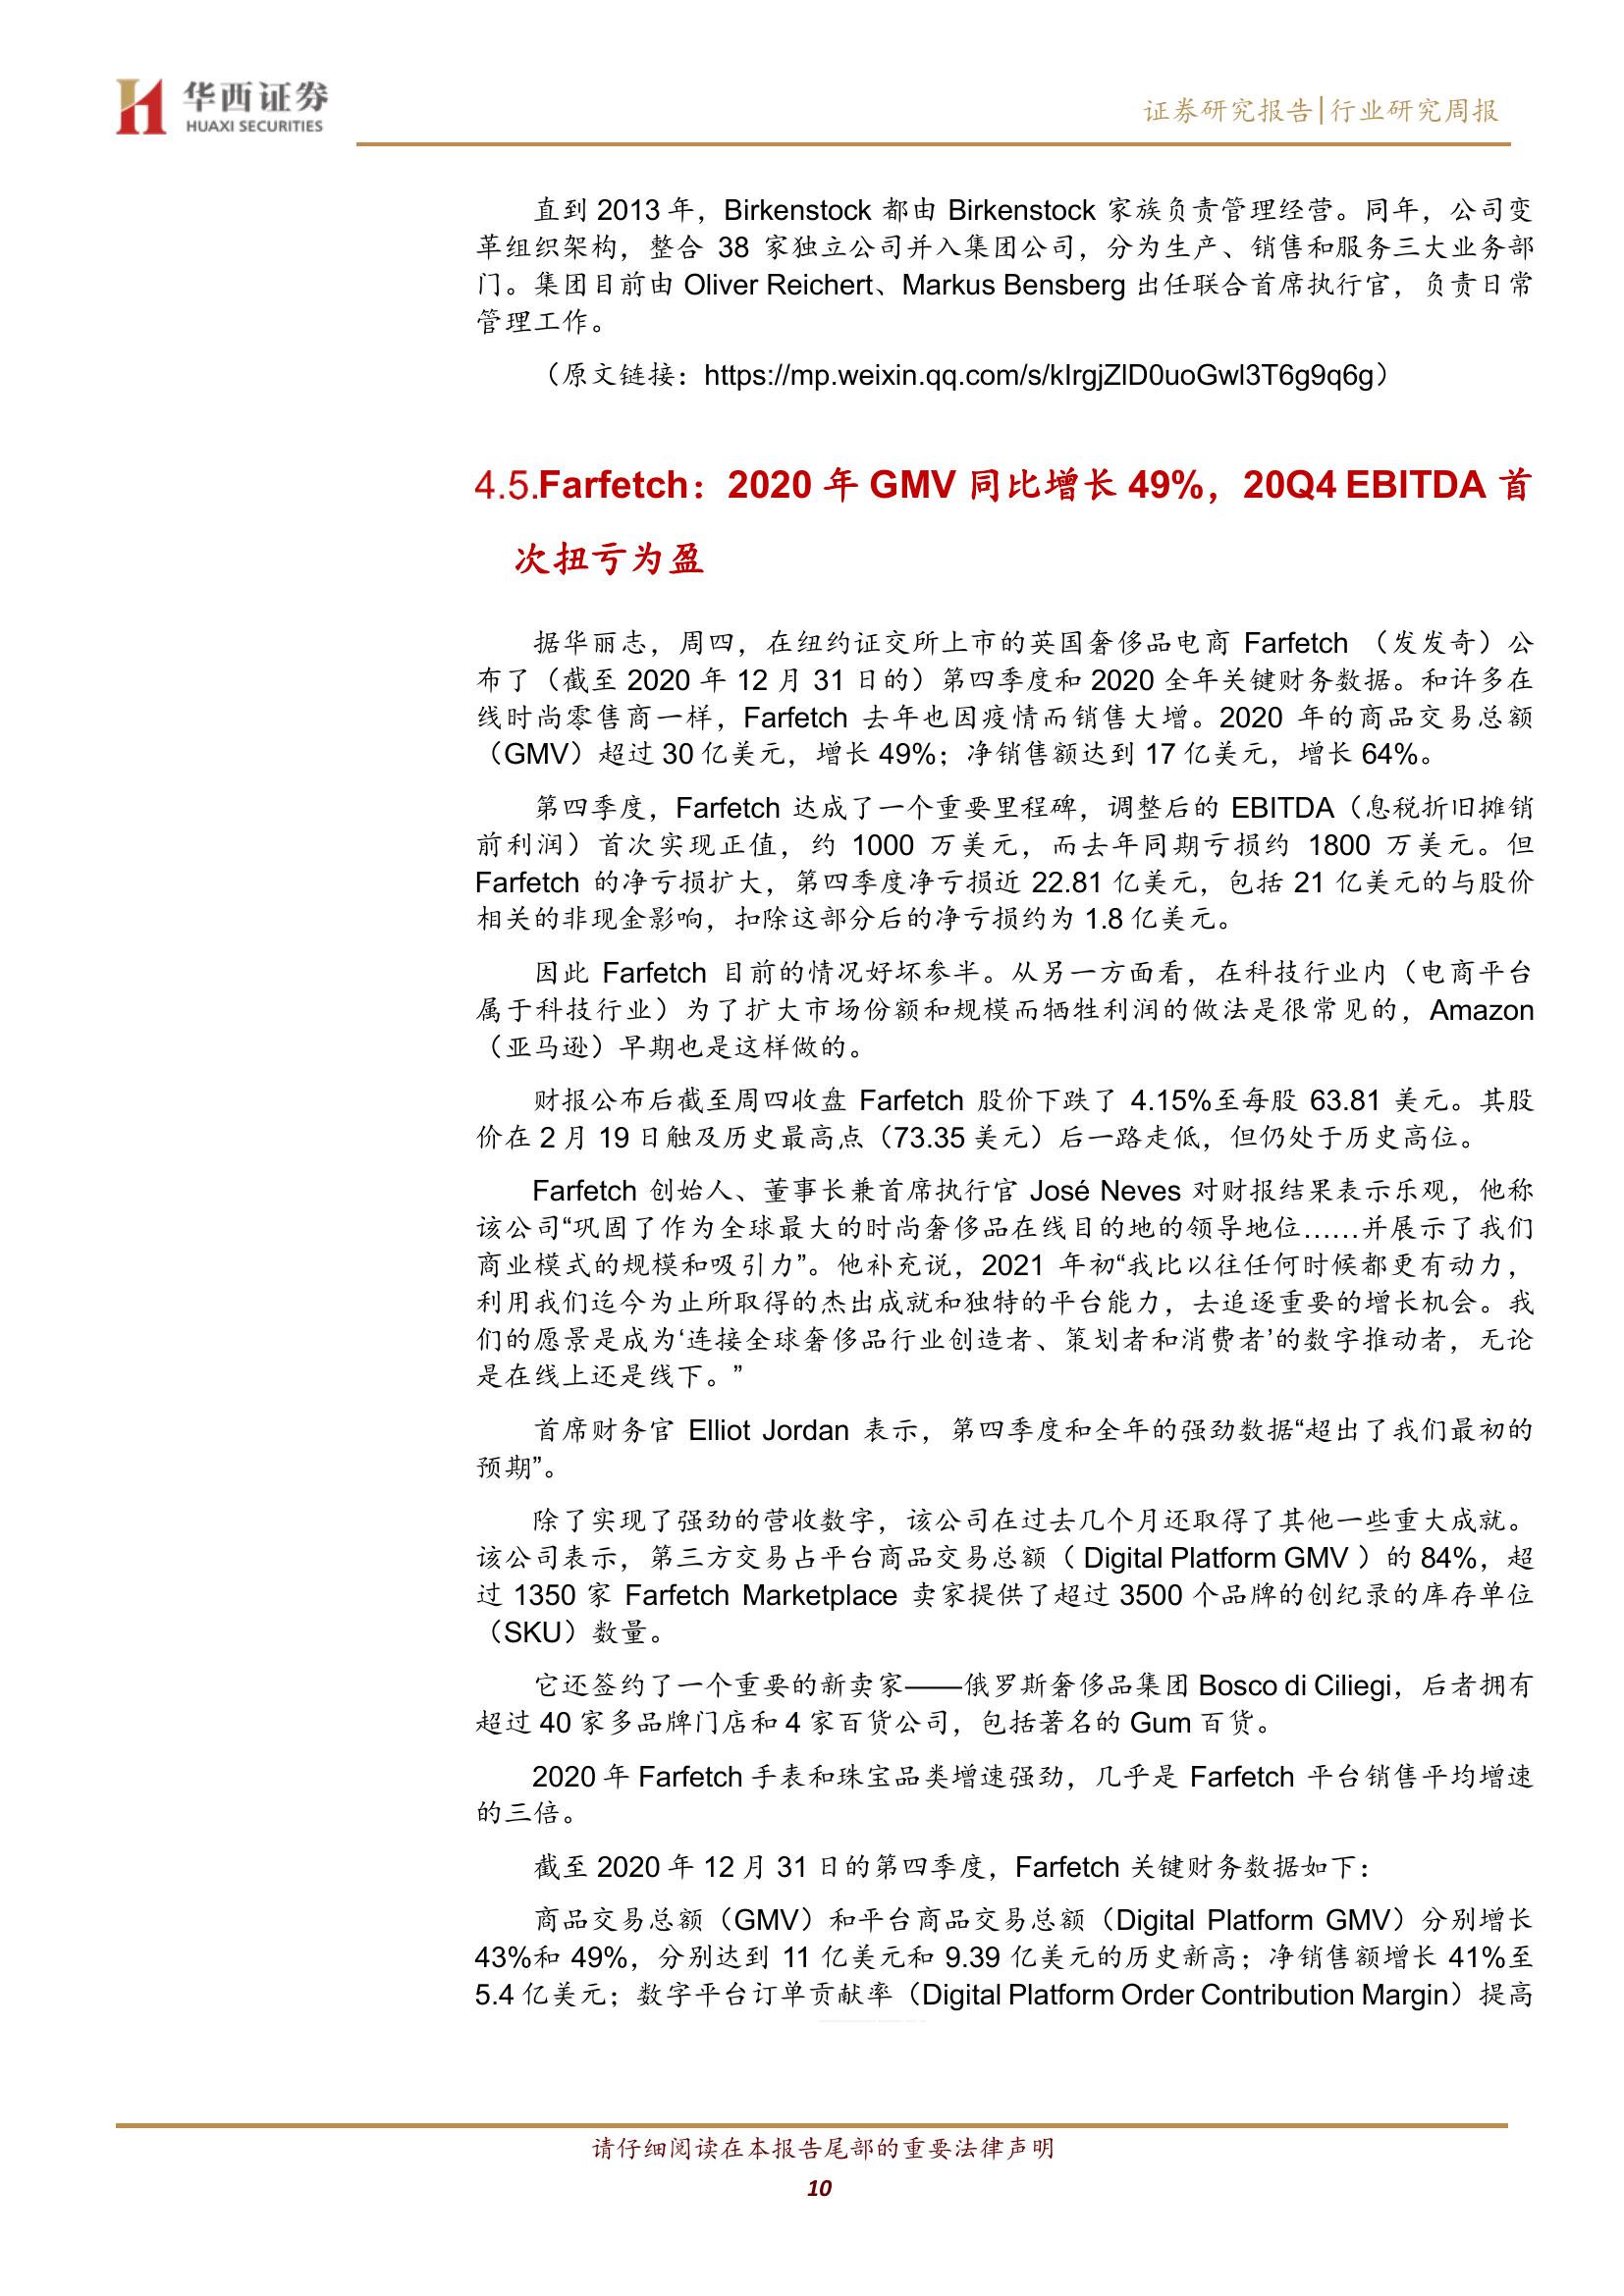 华西证券
HUAXI SECURITIES
证券研究报告|行业研究周报
直到 2013 年，Birkenstock 都由 Birkenstock 家族负责管理经营。同年，公司变
革组织架构，整合 38 家独立公司并入集团公司，分为生产、销售和服务三大业务部
门。集团目前由 Oliver Reichert、Markus Bensberg 出任联合首席执行官，负责日常
管理工作。
（原文链接：https://mp.weixin.qq.com/s/kIrgjZlD0uoGwl3T6g9q6g）
4.5.Farfetch：2020 年 GMV 同比增长 49%，20Q4 EBITDA 首
次扭亏为盈
据华丽志，周四，在纽约证交所上市的英国奢侈品电商 Farfetch （发发奇）公
布了（截至 2020 年 12 月 31 日的）第四季度和 2020 全年关键财务数据。和许多在
线时尚零售商一样，Farfetch 去年也因疫情而销售大增。2020 年的商品交易总额
（GMV）超过 30 亿美元，增长 49%；净销售额达到 17 亿美元，增长 64%。
第四季度，Farfetch 达成了一个重要里程碑，调整后的 EBITDA（息税折旧摊销
前利润）首次实现正值，约 1000 万美元，而去年同期亏损约 1800 万美元。但
Farfetch 的净亏损扩大，第四季度净亏损近 22.81 亿美元，包括 21 亿美元的与股价
相关的非现金影响，扣除这部分后的净亏损约为 1.8 亿美元。
因此 Farfetch 目前的情况好坏参半。从另一方面看，在科技行业内（电商平台
属于科技行业）为了扩大市场份额和规模而牺牲利润的做法是很常见的，Amazon
（亚马逊）早期也是这样做的。
财报公布后截至周四收盘 Farfetch 股价下跌了 4.15%至每股 63.81 美元。其股
价在 2 月 19 日触及历史最高点（73.35 美元）后一路走低，但仍处于历史高位。
Farfetch 创始人、董事长兼首席执行官 José Neves 对财报结果表示乐观，他称
该公司“巩固了作为全球最大的时尚奢侈品在线目的地的领导地位……并展示了我们
商业模式的规模和吸引力”。他补充说，2021 年初“我比以往任何时候都更有动力，
利用我们迄今为止所取得的杰出成就和独特的平台能力，去追逐重要的增长机会。我
们的愿景是成为‘连接全球奢侈品行业创造者、策划者和消费者’的数字推动者，无论
是在线上还是线下。”
首席财务官 Elliot Jordan 表示，第四季度和全年的强劲数据“超出了我们最初的
预期”。
除了实现了强劲的营收数字，该公司在过去几个月还取得了其他一些重大成就。
该公司表示，第三方交易占平台商品交易总额（ Digital Platform GMV ）的 84%，超
过 1350 家 Farfetch Marketplace 卖家提供了超过 3500 个品牌的创纪录的库存单位
（SKU）数量。
它还签约了一个重要的新卖家——俄罗斯奢侈品集团 Bosco di Ciliegi，后者拥有
超过 40 家多品牌门店和 4 家百货公司，包括著名的 Gum 百货。
2020 年 Farfetch 手表和珠宝品类增速强劲，几乎是 Farfetch 平台销售平均增速
的三倍。
截至 2020 年 12 月 31 日的第四季度，Farfetch 关键财务数据如下：
商品交易总额（GMV）和平台商品交易总额（Digital Platform GMV）分别增长
43%和 49%，分别达到 11 亿美元和 9.39 亿美元的历史新高；净销售额增长 41%至
5.4 亿美元；数字平台订单贡献率（Digital Platform Order Contribution Margin）提高
请仔细阅读在本报告尾部的重要法律声明
10